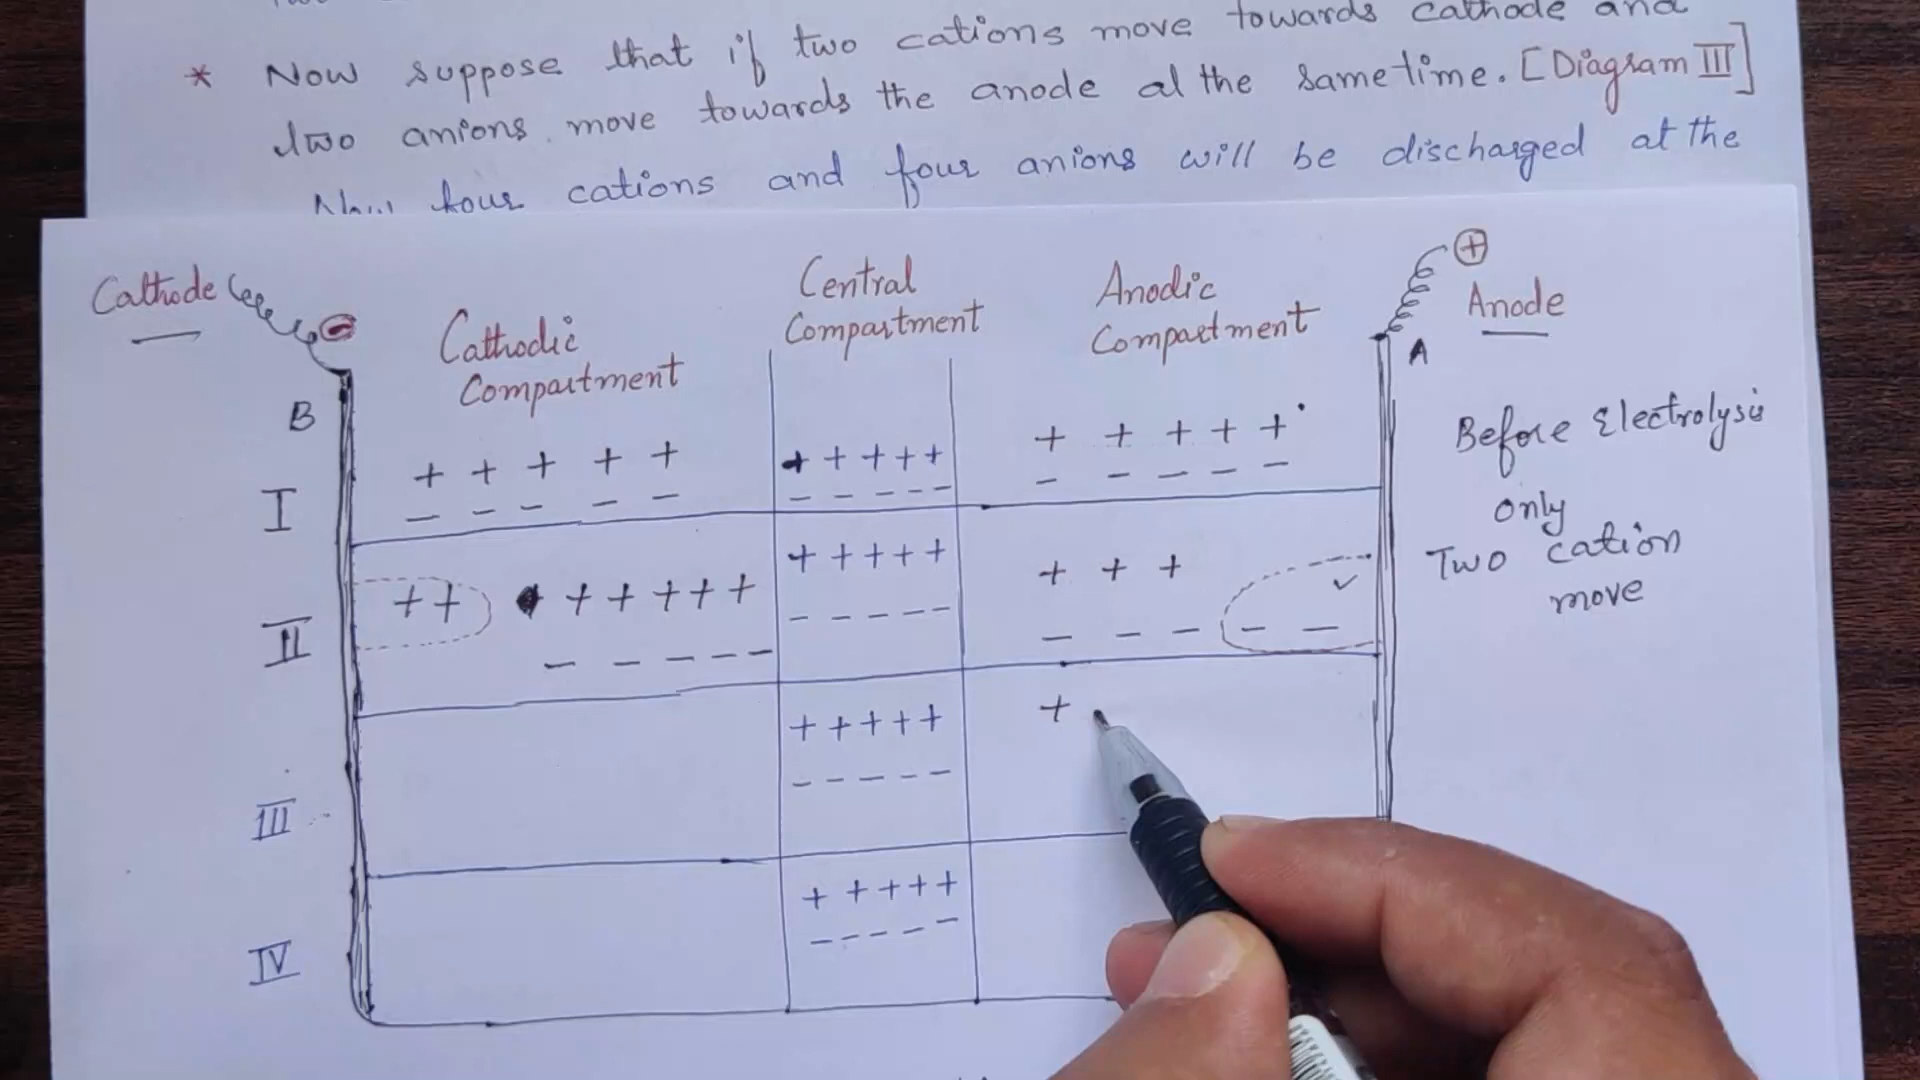 * Now suppose that if two cations move towards cathode and
two anions move towards the anode at the same time. [Diagram III]
Now four cations and four anions will be discharged at the
Cathode
Cathodic
Compartment
Central
Compartment
Anodic
Compartment
+
Anode
A
B
I
+ + + + +
- - - - -
+ + + + +
- - - - -
+ + + + +
- - - - -
Before Electrolysis
II
+ + + + + + +
- - - - -
+ + + + +
- - - - -
+ + +
- - - - -
only
Two cation
move
III
+ + + + +
- - - - -
+
IV
+ + + + +
- - - - -